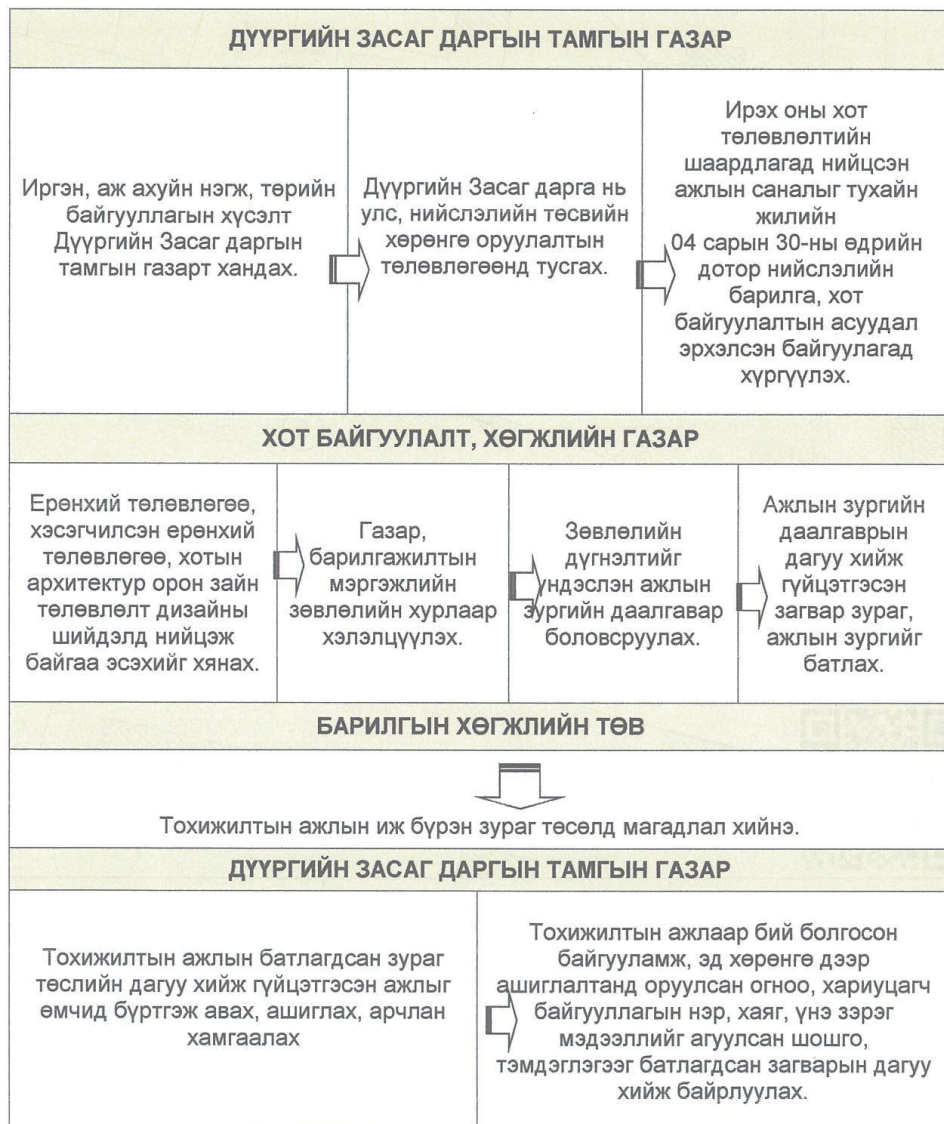 ДҮҮРГИЙН ЗАСАГ ДАРГЫН ТАМГЫН ГАЗАР
Иргэн, аж ахуйн нэгж, төрийн
байгууллагын хүсэлт
Дүүргийн Засаг даргын
тамгын газарт хандах.
Дүүргийн Засаг дарга нь
улс, нийслэлийн төсвийн
хөрөнгө оруулалтын
төлөвлөгөөнд тусгах.
Ирэх оны хот
төлөвлөлтийн
шаардлагад нийцсэн
ажлын саналыг тухайн
жилийн
04 сарын 30-ны өдрийн
дотор нийслэлийн
барилга, хот
байгуулалтын асуудал
эрхэлсэн байгуулагад
хүргүүлэх.
ХОТ БАЙГУУЛАЛТ, ХӨГЖЛИЙН ГАЗАР
Ерөнхий төлөвлөгөө,
хэсэгчилсэн ерөнхий
төлөвлөгөө, хотын
архитектур орон зайн
төлөвлөлт дизайны
шийдэлд нийцэж
байгаа эсэхийг хянах.
Газар,
барилгажилтын
мэргэжлийн
зөвлөлийн хурлаар
хэлэлцүүлэх.
Зөвлөлийн
дүгнэлтийг
үндэслэн ажлын
зургийн даалгавар
боловсруулах.
Ажлын зургийн
даалгаврын
дагуу хийж
гүйцэтгэсэн
загвар зураг,
ажлын зургийг
батлах.
БАРИЛГЫН ХӨГЖЛИЙН ТӨВ
Тохижилтын ажлын иж бүрэн зураг төсөлд магадлал хийнэ.
ДҮҮРГИЙН ЗАСАГ ДАРГЫН ТАМГЫН ГАЗАР
Тохижилтын ажлын батлагдсан зураг
төслийн дагуу хийж гүйцэтгэсэн ажлыг
өмчид бүртгэж авах, ашиглах, арчлан
хамгаалах
Тохижилтын ажлаар бий болгосон
байгууламж, эд хөрөнгө дээр
ашиглалтанд оруулсан огноо, хариуцагч
байгууллагын нэр, хаяг, үнэ зэрэг
мэдээллийг агуулсан шошго,
тэмдэглэгээг батлагдсан загварын дагуу
хийж байрлуулах.